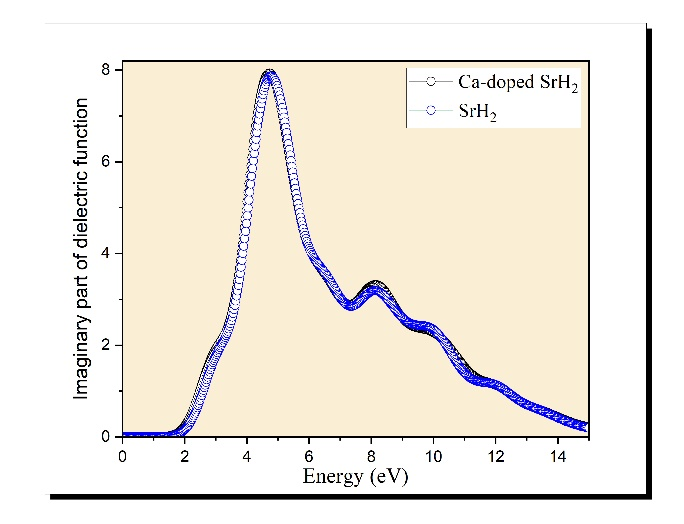 Ca-doped SrH₂
SrH₂
Imaginary part of dielectric function
8
6
4
2
0
0 2 4 6 8 10 12 14
Energy (eV)